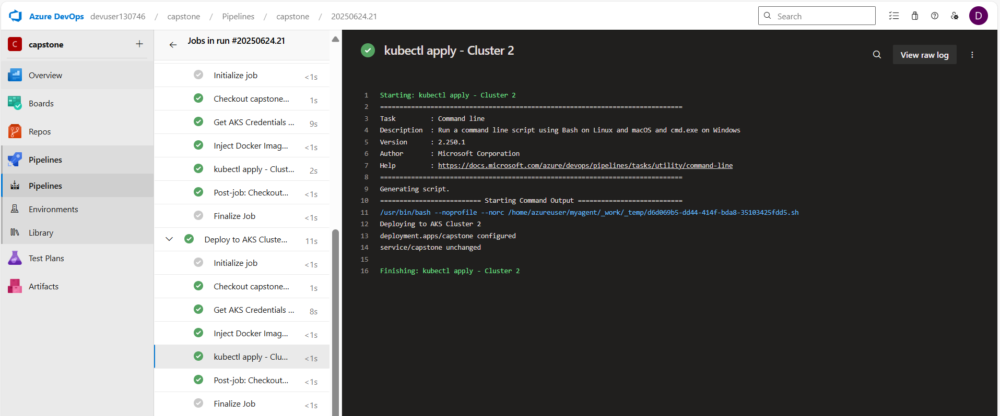 Azure DevOps devuser130746 / capstone / Pipelines / capstone / 20250624.21
Search
D
C capstone +
Overview
Boards
Repos
Pipelines
Pipelines
Environments
Library
Test Plans
Artifacts
Jobs in run #20250624.21
Initialize job <1s
Checkout capstone... 1s
Get AKS Credentials ... 9s
Inject Docker Imag... <1s
kubectl apply - Clust... 2s
Post-job: Checkout... <1s
Finalize Job <1s
Deploy to AKS Cluste... 11s
Initialize job <1s
Checkout capstone... 1s
Get AKS Credentials ... 8s
Inject Docker Imag... <1s
kubectl apply - Clu... <1s
Post-job: Checkout... <1s
Finalize Job <1s
kubectl apply - Cluster 2
View raw log
1 Starting: kubectl apply - Cluster 2
2 ==============================================================================
3 Task         : Command line
4 Description  : Run a command line script using Bash on Linux and macOS and cmd.exe on Windows
5 Version      : 2.250.1
6 Author       : Microsoft Corporation
7 Help         : https://docs.microsoft.com/azure/devops/pipelines/tasks/utility/command-line
8 ==============================================================================
9 Generating script.
10 ========================== Starting Command Output ===========================
11 /usr/bin/bash --noprofile --norc /home/azureuser/myagent/_work/_temp/d6d069b5-dd44-414f-bda8-35103425fdd5.sh
12 Deploying to AKS Cluster 2
13 deployment.apps/capstone configured
14 service/capstone unchanged
15
16 Finishing: kubectl apply - Cluster 2